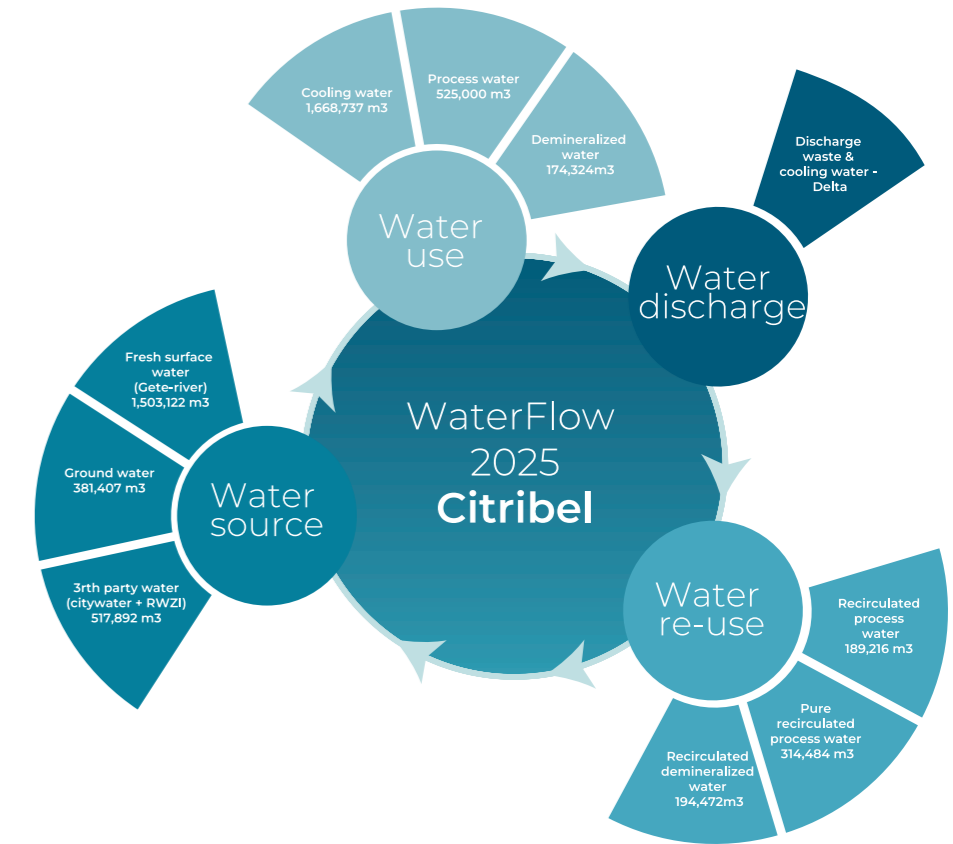 Cooling water
1,668,737 m3
Process water
525,000 m3
Demineralized
water
174,324m3
Water
use
Discharge
waste &
cooling water -
Delta
Water
discharge
Fresh surface
water
(Gete-river)
1,503,122 m3
Ground water
381,407 m3
3rth party water
(citywater + RWZI)
517,892 m3
Water
source
WaterFlow
2025
Citribel
Water
re-use
Recirculated
process
water
189,216 m3
Pure
recirculated
process water
314,484 m3
Recirculated
demineralized
water
194,472m3